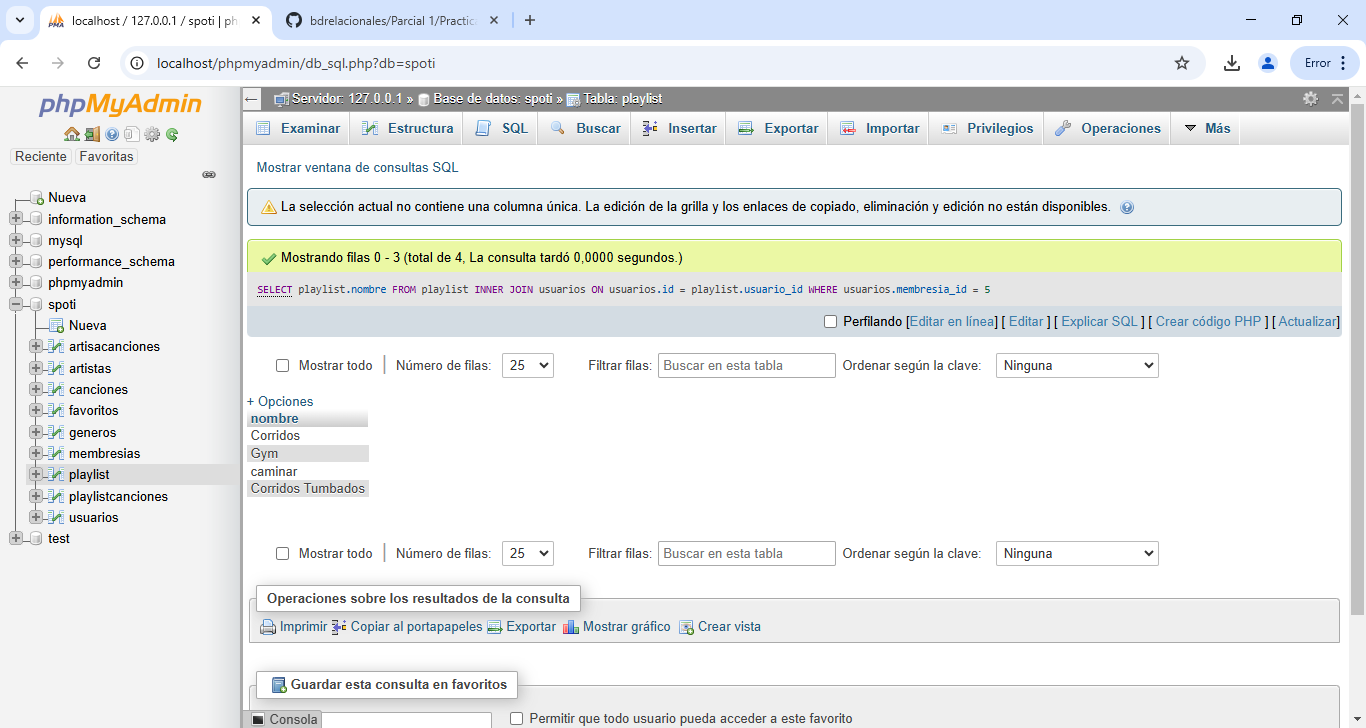 localhost / 127.0.0.1 / spoti | ph
bdrelacionales/Parcial 1/Practica
localhost/phpmyadmin/db_sql.php?db=spoti
Error
phpMyAdmin
Reciente Favoritas
Nueva
information_schema
mysql
performance_schema
phpmyadmin
spoti
Nueva
artisacanciones
artistas
canciones
favoritos
generos
membresias
playlist
playlistcanciones
usuarios
test
Servidor: 127.0.0.1 » Base de datos: spoti » Tabla: playlist
Examinar Estructura SQL Buscar Insertar Exportar Importar Privilegios Operaciones Más
Mostrar ventana de consultas SQL
La selección actual no contiene una columna única. La edición de la grilla y los enlaces de copiado, eliminación y edición no están disponibles.
Mostrando filas 0 - 3 (total de 4, La consulta tardó 0,0000 segundos.)
SELECT playlist.nombre FROM playlist INNER JOIN usuarios ON usuarios.id = playlist.usuario_id WHERE usuarios.membresia_id = 5
Perfilando [Editar en línea] [ Editar ] [ Explicar SQL ] [ Crear código PHP ] [ Actualizar]
Mostrar todo Número de filas: 25 Filtrar filas: Buscar en esta tabla Ordenar según la clave: Ninguna
+ Opciones
nombre
Corridos
Gym
caminar
Corridos Tumbados
Mostrar todo Número de filas: 25 Filtrar filas: Buscar en esta tabla Ordenar según la clave: Ninguna
Operaciones sobre los resultados de la consulta
Imprimir Copiar al portapapeles Exportar Mostrar gráfico Crear vista
Guardar esta consulta en favoritos
Consola Permitir que todo usuario pueda acceder a este favorito